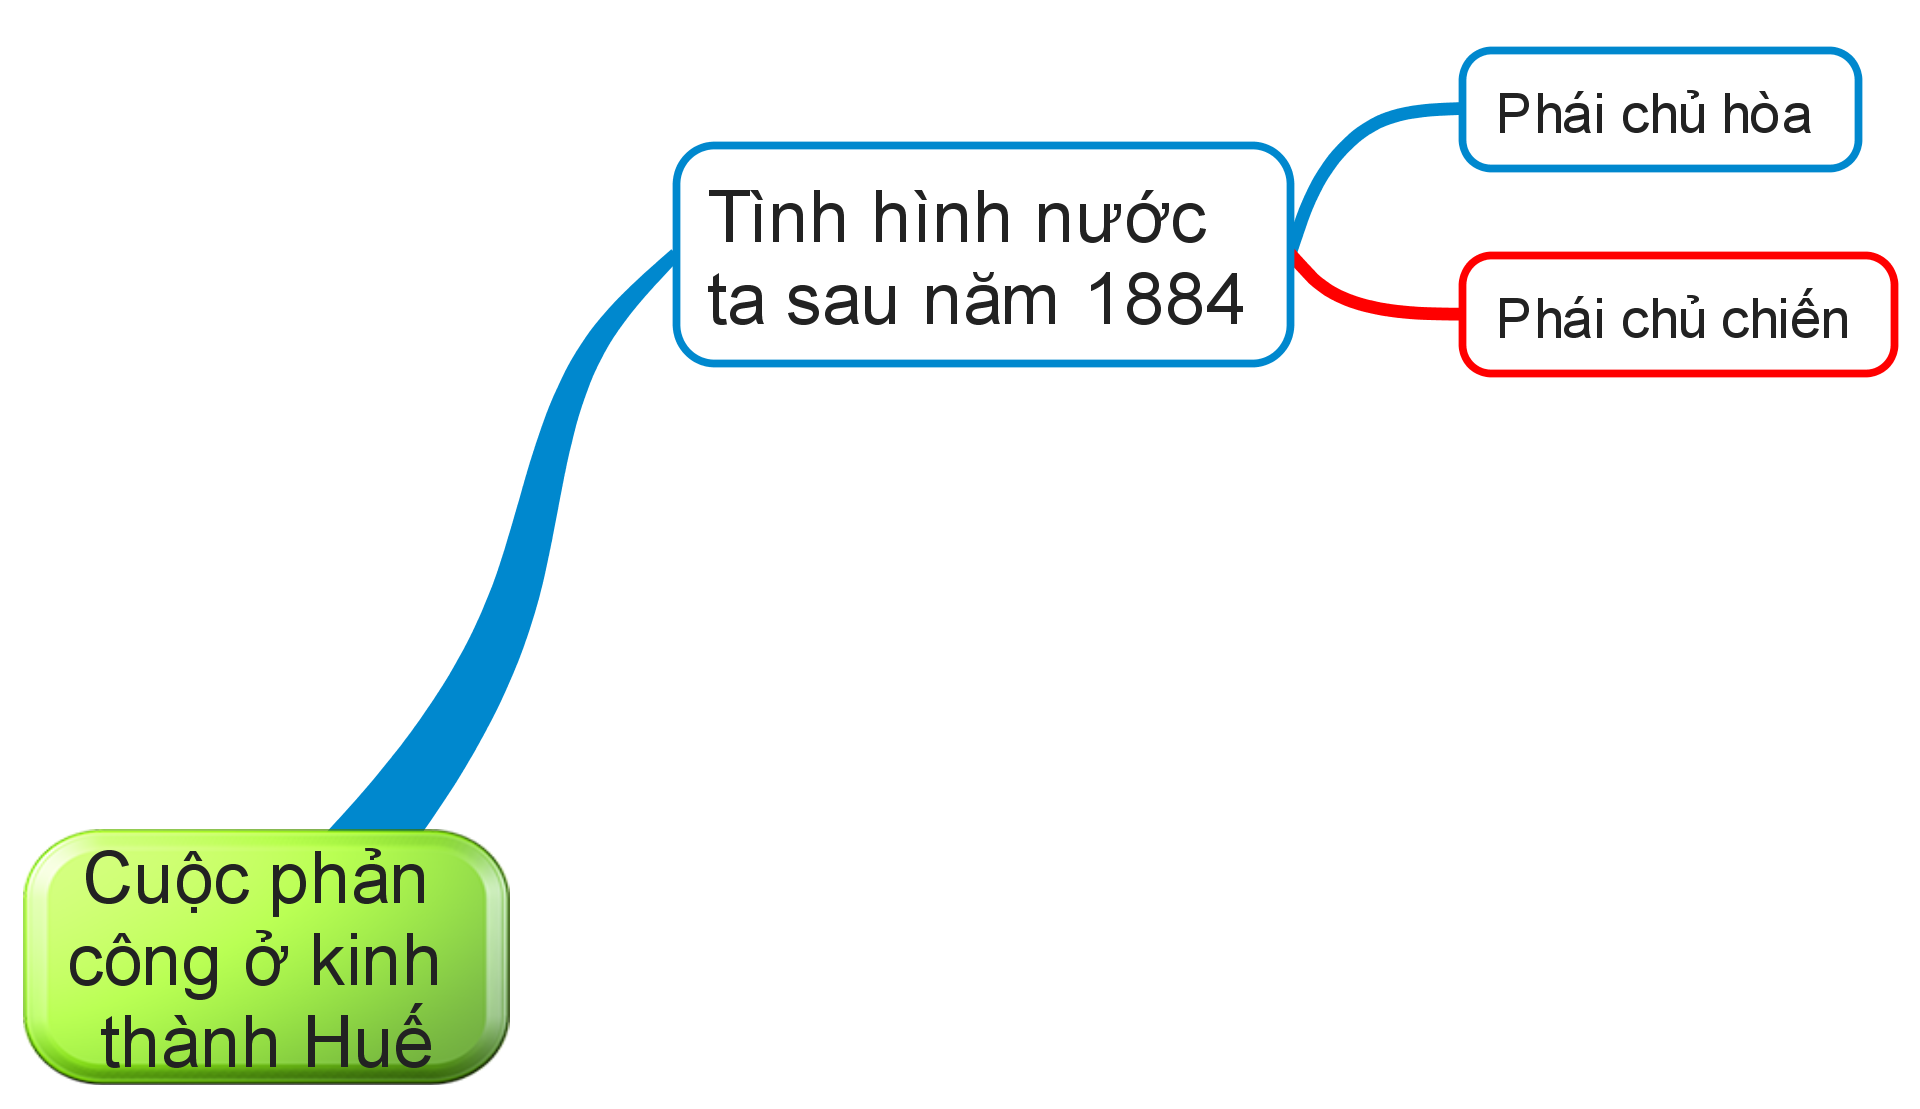 Phái chủ hòa
Tình hình nước
ta sau năm 1884
Phái chủ chiến
Cuộc phản
công ở kinh
thành Huế